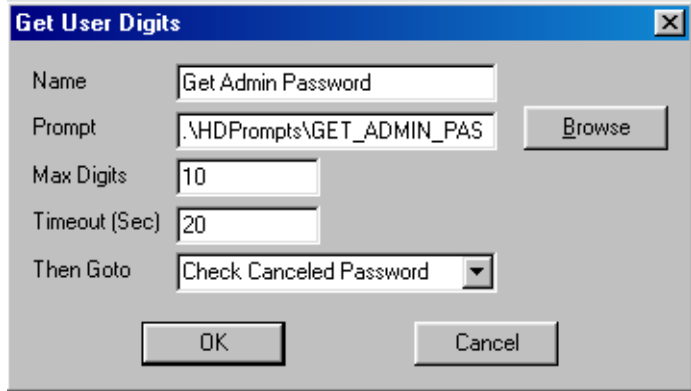 Get User Digits
Name Get Admin Password
Prompt .\HDPrompts\GET_ADMIN_PAS Browse
Max Digits 10
Timeout (Sec) 20
Then Goto Check Canceled Password
OK Cancel